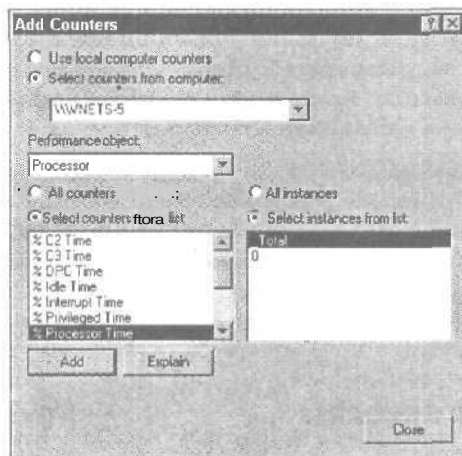 Add Counters
Use local computer counters
Select counters from computer:
\\WNETS-5
Performance object:
Processor
All counters
All instances
Select counters ftora list
Select instances from list:
% C2 Time
% C3 Time
% DPC Time
% Idle Time
% Interrupt Time
% Privileged Time
% Processor Time
_Total
0
Add
Explain
Close